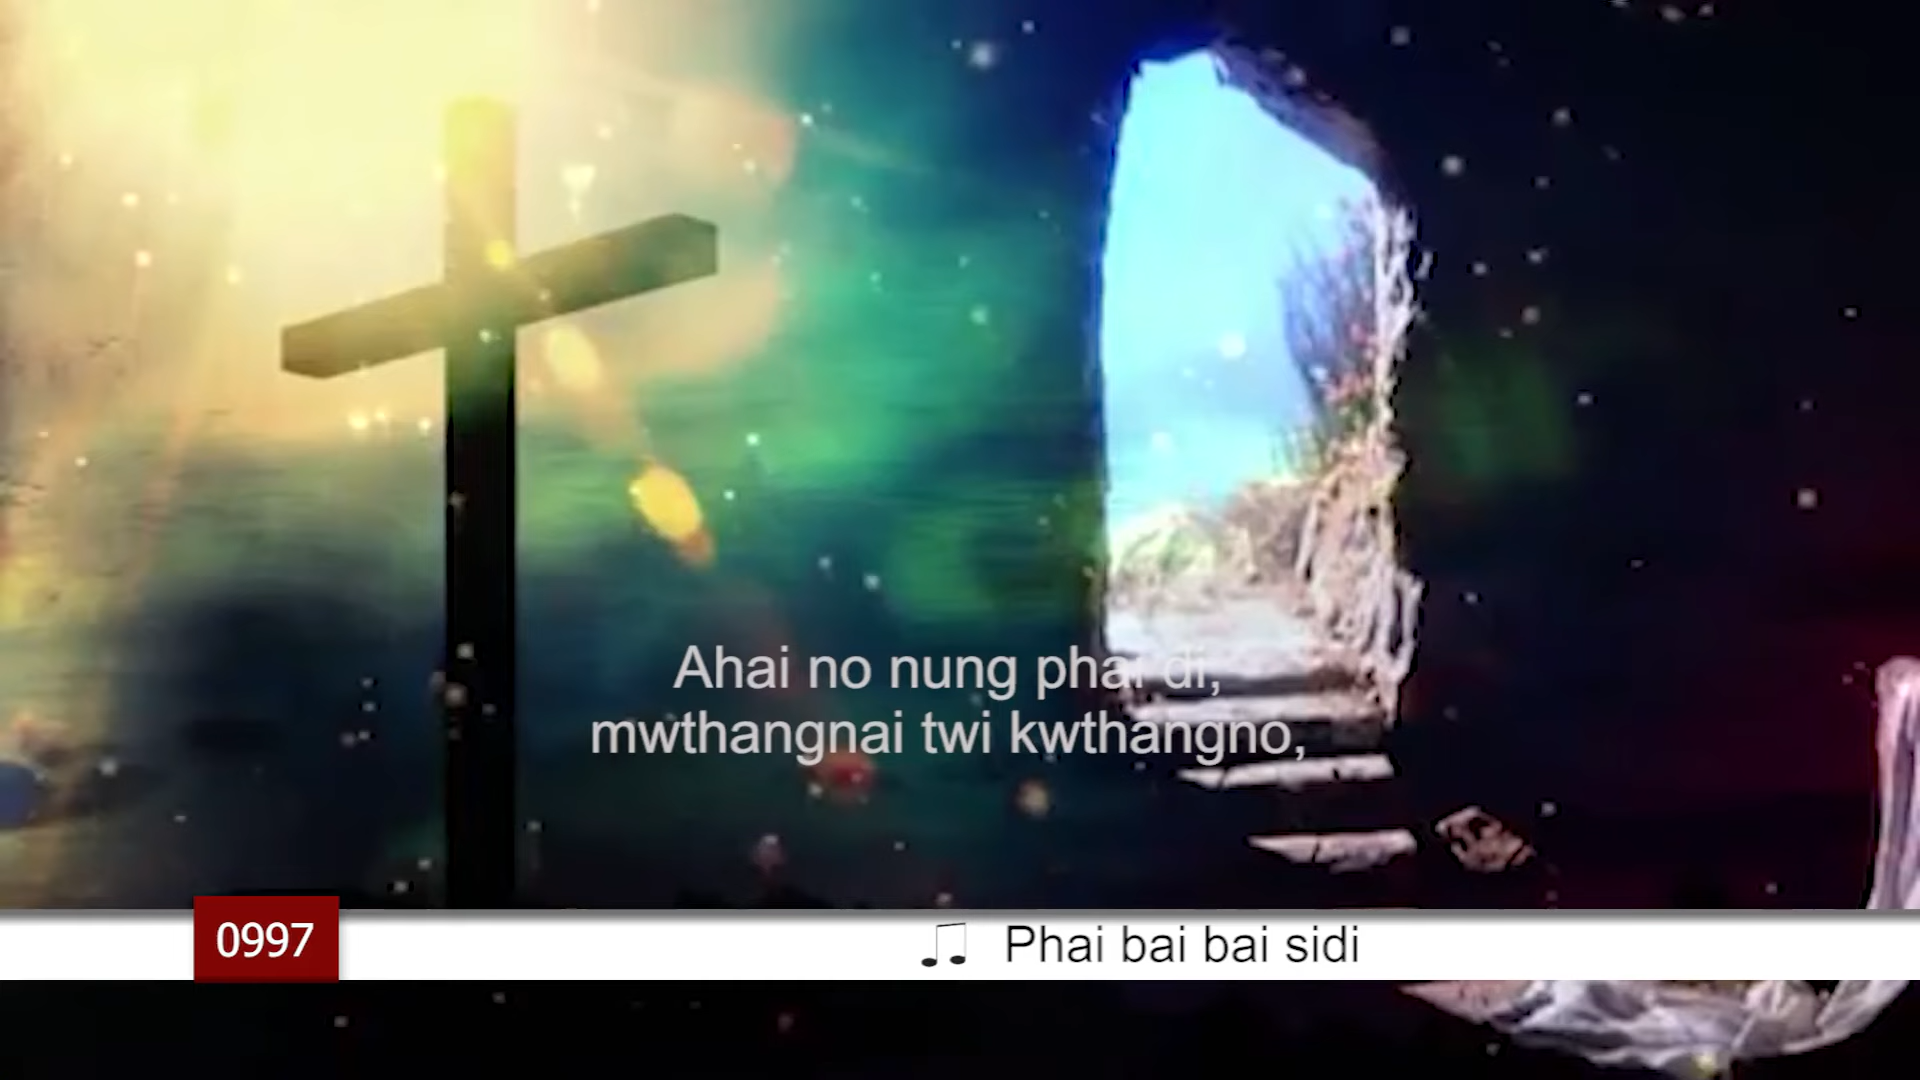 Ahai no nung phai di,
mwthangnai twi kwthangno,
0997
Phai bai bai sidi